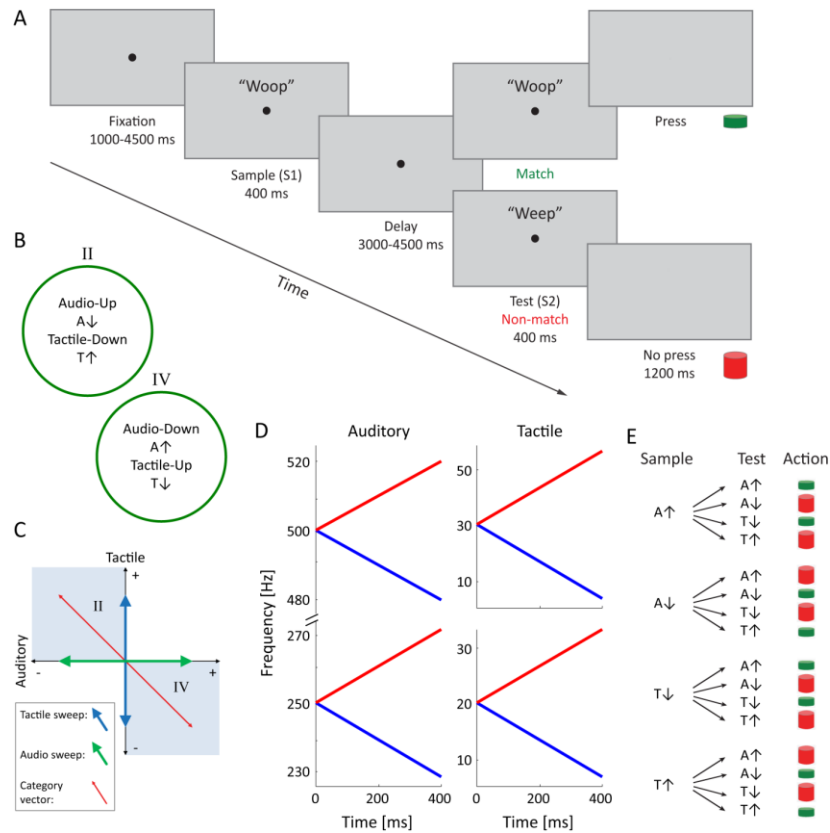 A
"Woop"
"Woop"
Fixation
1000-4500 ms
Press
Sample (S1)
400 ms
Match
"Weep"
Delay
3000-4500 ms
Time
Test (S2)
Non-match
400 ms
No press
1200 ms
B
II
Audio-Up
A↓
Tactile-Down
T↑
IV
Audio-Down
A↑
Tactile-Up
T↓
C
Tactile
+
II
Auditory
-
+
IV
-
Tactile sweep:
Audio sweep:
Category
vector:
D
Auditory
Tactile
Frequency [Hz]
520
500
480
270
250
230
50
30
10
30
20
10
0
200
400
0
200
400
Time [ms]
Time [ms]
E
Sample
Test
Action
A↑
A↑
A↓
T↓
T↑
A↓
A↑
A↓
T↓
T↑
T↓
A↑
A↓
T↓
T↑
T↑
A↑
A↓
T↓
T↑